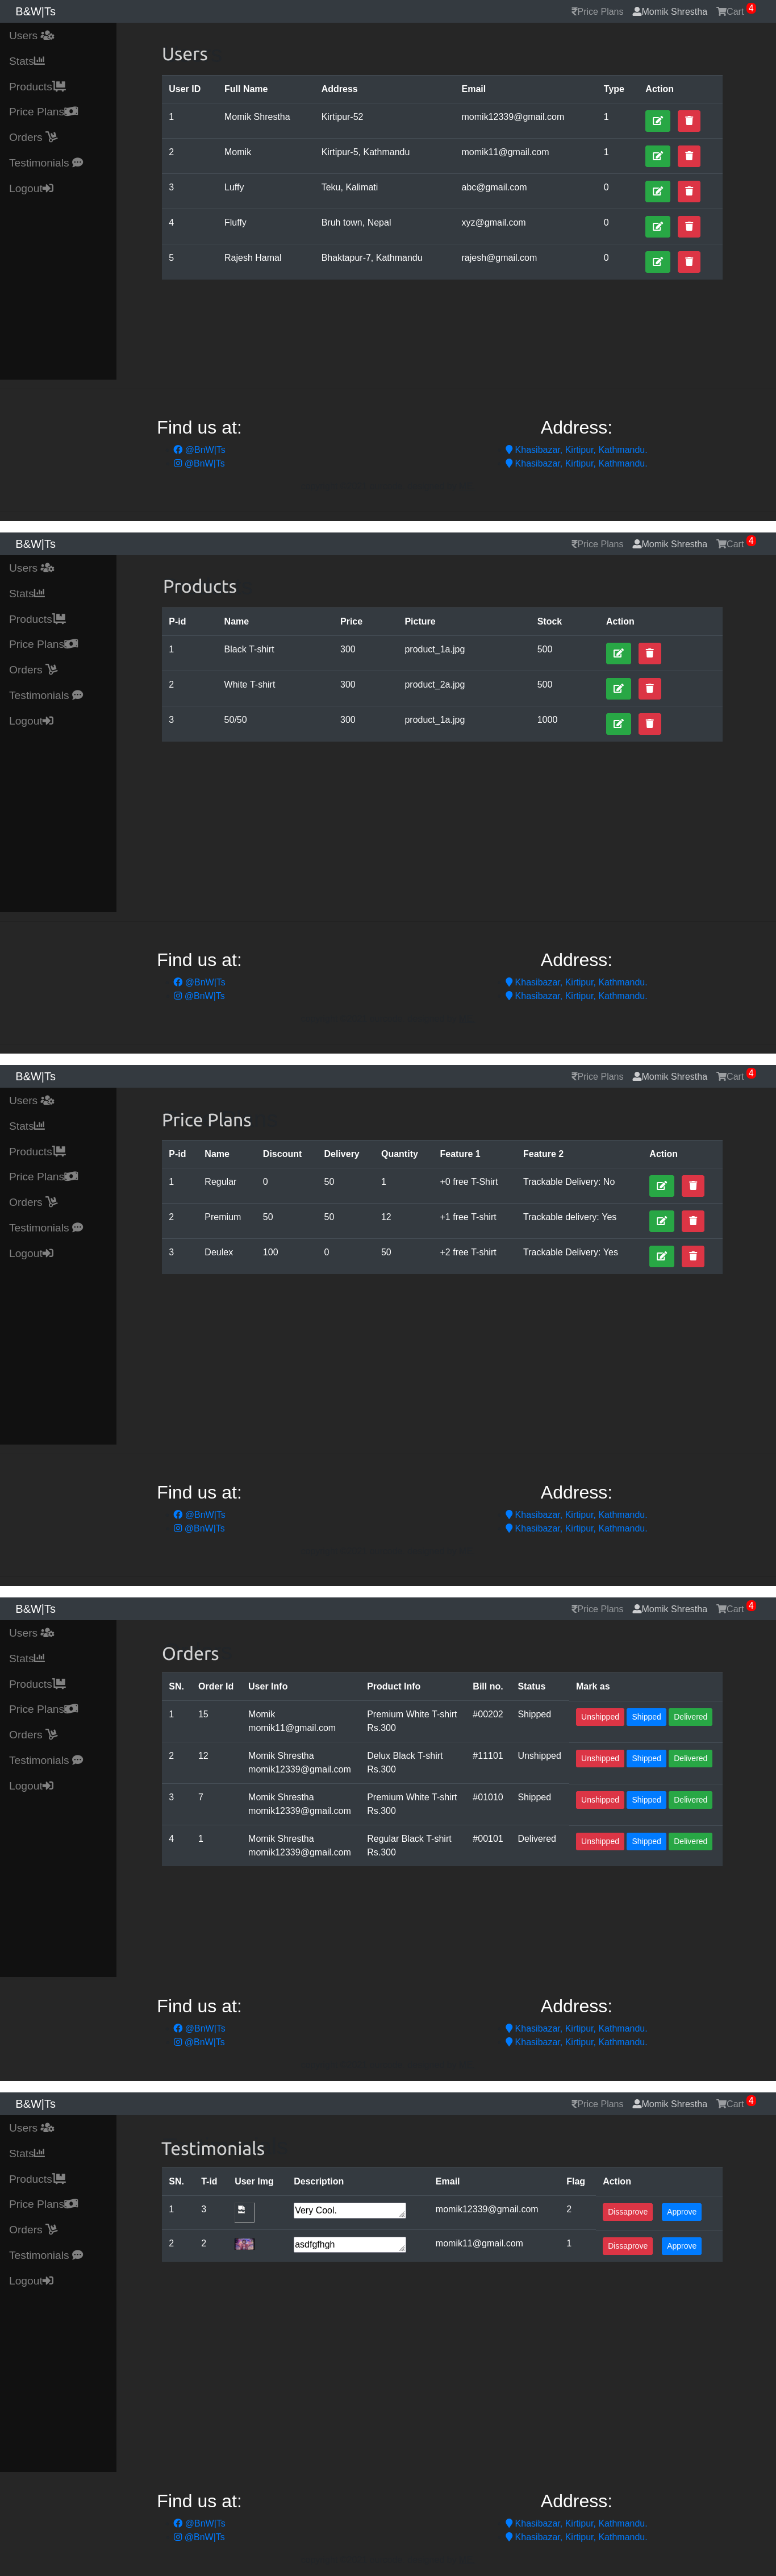 B&W|Ts Price Plans Momik Shrestha Cart 4
Users
Stats
Products
Price Plans
Orders
Testimonials
Logout
Users
User ID Full Name Address Email Type Action
1 Momik Shrestha Kirtipur-52 momik12339@gmail.com 1
2 Momik Kirtipur-5, Kathmandu momik11@gmail.com 1
3 Luffy Teku, Kalimati abc@gmail.com 0
4 Fluffy Bruh town, Nepal xyz@gmail.com 0
5 Rajesh Hamal Bhaktapur-7, Kathmandu rajesh@gmail.com 0
Find us at:
@BnW|Ts
@BnW|Ts
Address:
Khasibazar, Kirtipur, Kathmandu.
Khasibazar, Kirtipur, Kathmandu.
B&W|Ts Price Plans Momik Shrestha Cart 4
Users
Stats
Products
Price Plans
Orders
Testimonials
Logout
Products
P-id Name Price Picture Stock Action
1 Black T-shirt 300 product_1a.jpg 500
2 White T-shirt 300 product_2a.jpg 500
3 50/50 300 product_1a.jpg 1000
Find us at:
@BnW|Ts
@BnW|Ts
Address:
Khasibazar, Kirtipur, Kathmandu.
Khasibazar, Kirtipur, Kathmandu.
B&W|Ts Price Plans Momik Shrestha Cart 4
Users
Stats
Products
Price Plans
Orders
Testimonials
Logout
Price Plans
P-id Name Discount Delivery Quantity Feature 1 Feature 2 Action
1 Regular 0 50 1 +0 free T-Shirt Trackable Delivery: No
2 Premium 50 50 12 +1 free T-shirt Trackable delivery: Yes
3 Deulex 100 0 50 +2 free T-shirt Trackable Delivery: Yes
Find us at:
@BnW|Ts
@BnW|Ts
Address:
Khasibazar, Kirtipur, Kathmandu.
Khasibazar, Kirtipur, Kathmandu.
B&W|Ts Price Plans Momik Shrestha Cart 4
Users
Stats
Products
Price Plans
Orders
Testimonials
Logout
Orders
SN. Order Id User Info Product Info Bill no. Status Mark as
1 15 Momik Premium White T-shirt #00202 Shipped Unshipped Shipped Delivered
momik11@gmail.com Rs.300
2 12 Momik Shrestha Delux Black T-shirt #11101 Unshipped Unshipped Shipped Delivered
momik12339@gmail.com Rs.300
3 7 Momik Shrestha Premium White T-shirt #01010 Shipped Unshipped Shipped Delivered
momik12339@gmail.com Rs.300
4 1 Momik Shrestha Regular Black T-shirt #00101 Delivered Unshipped Shipped Delivered
momik12339@gmail.com Rs.300
Find us at:
@BnW|Ts
@BnW|Ts
Address:
Khasibazar, Kirtipur, Kathmandu.
Khasibazar, Kirtipur, Kathmandu.
B&W|Ts Price Plans Momik Shrestha Cart 4
Users
Stats
Products
Price Plans
Orders
Testimonials
Logout
Testimonials
SN. T-id User Img Description Email Flag Action
1 3 Very Cool. momik12339@gmail.com 2 Dissaprove Approve
2 2 asdfgfhgh momik11@gmail.com 1 Dissaprove Approve
Find us at:
@BnW|Ts
@BnW|Ts
Address:
Khasibazar, Kirtipur, Kathmandu.
Khasibazar, Kirtipur, Kathmandu.